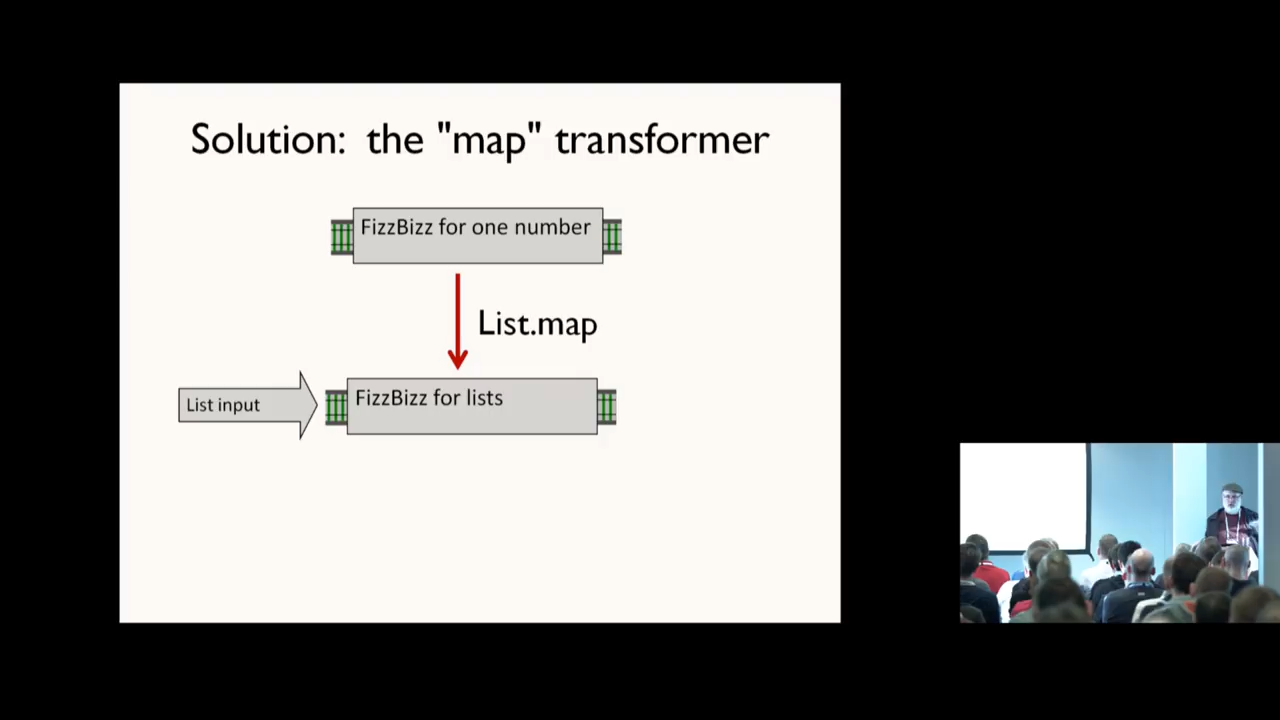 Solution: the "map" transformer
FizzBizz for one number
List.map
List input
FizzBizz for lists